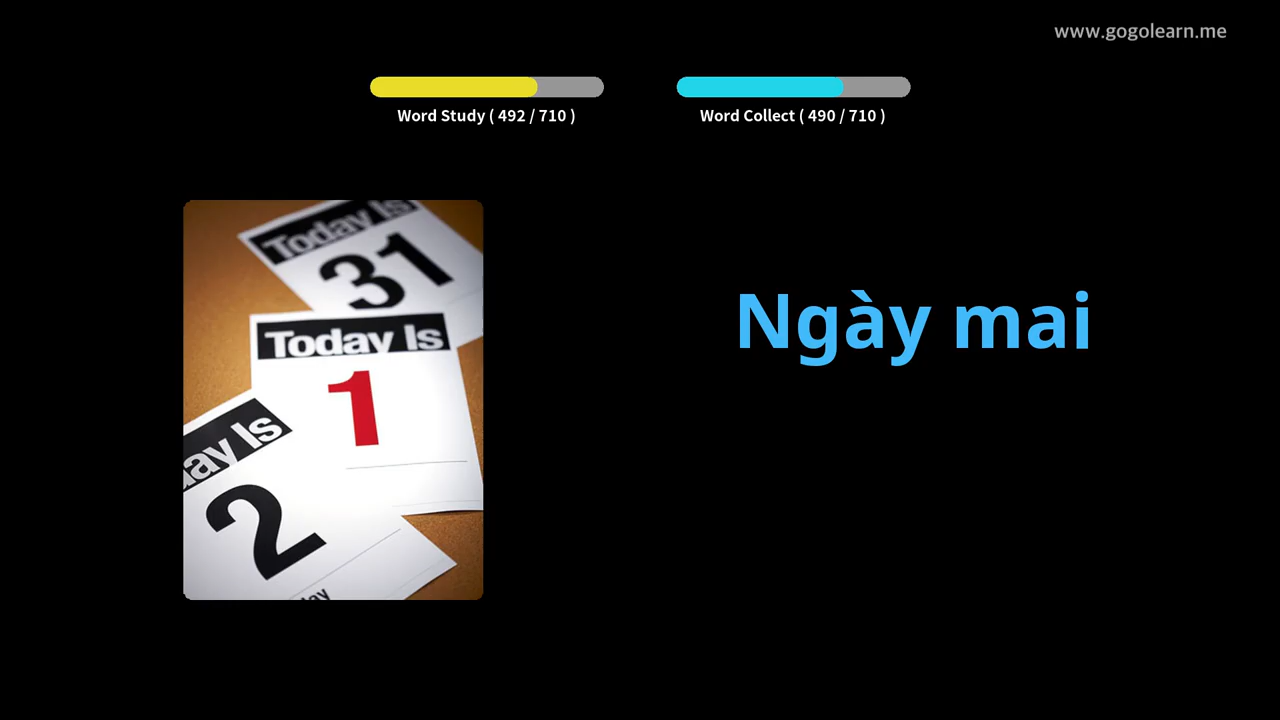 www.gogolearn.me
Word Study ( 492 / 710 )
Word Collect ( 490 / 710 )
Today Is
31
Today Is
1
ay Is
2
Ngày mai